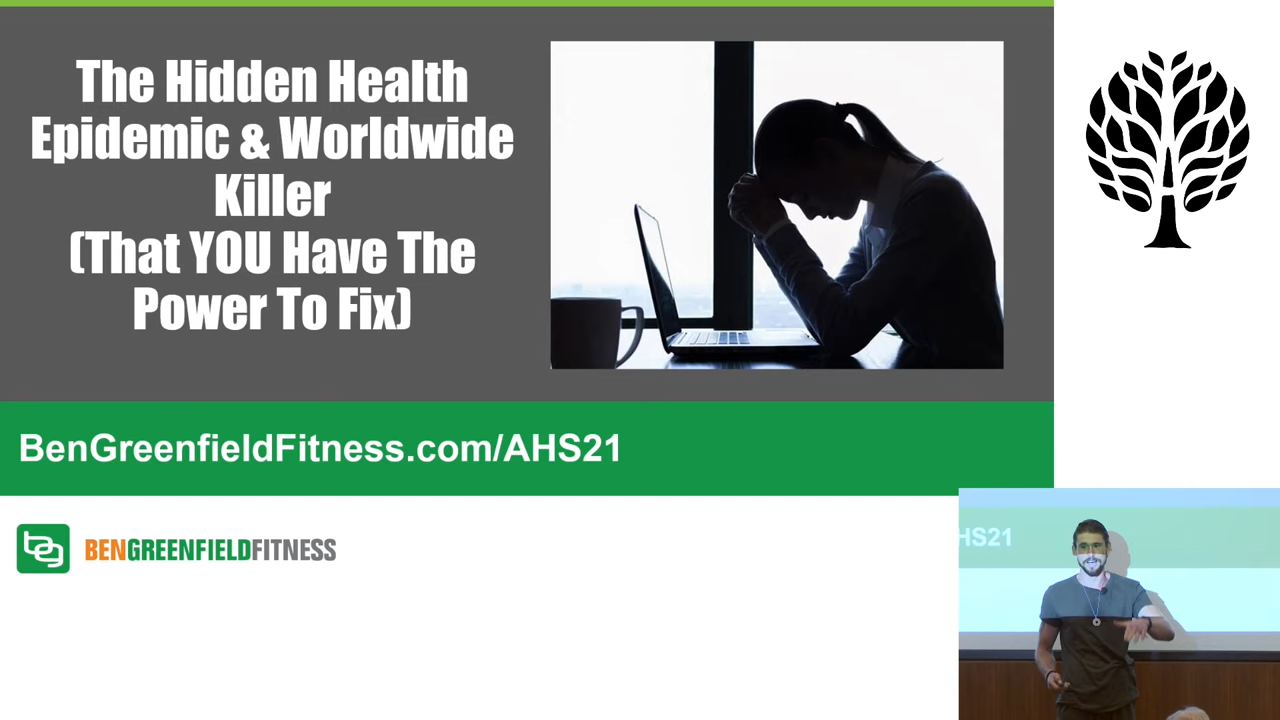 The Hidden Health
Epidemic & Worldwide
Killer
(That YOU Have The
Power To Fix)
BenGreenfieldFitness.com/AHS21
BENGREENFIELDFITNESS
HS21